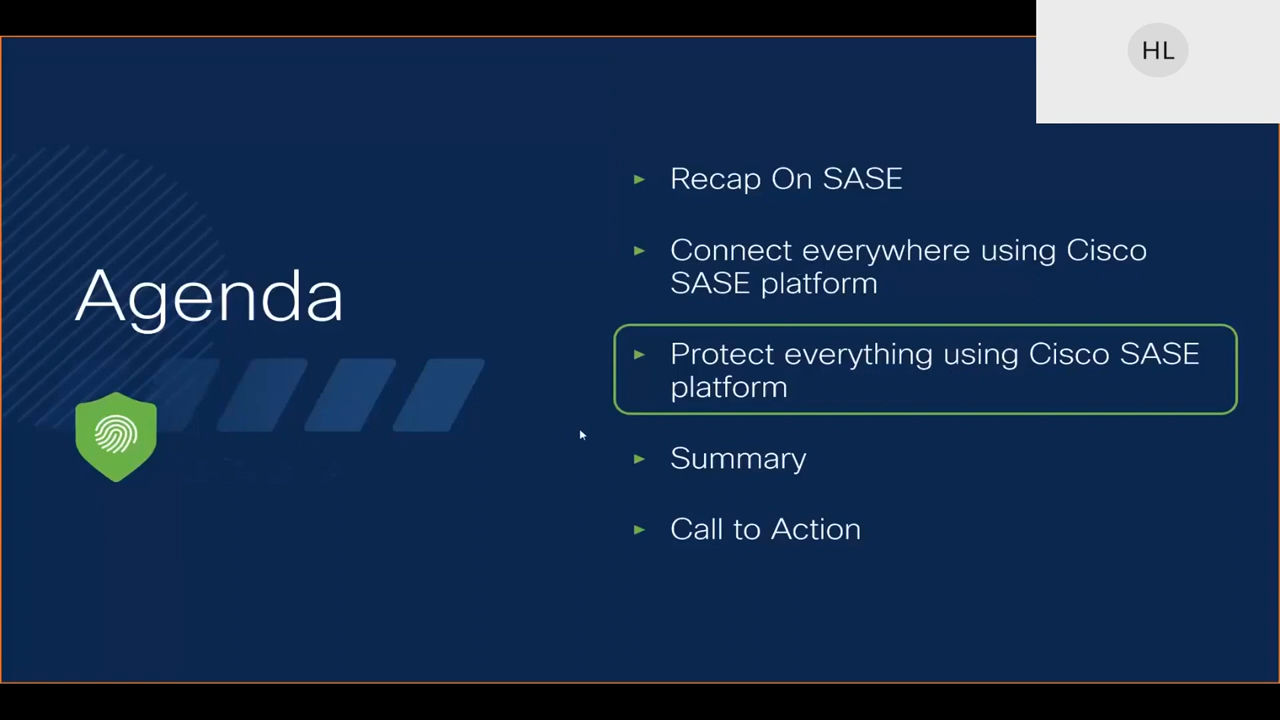 HL
Agenda
Recap On SASE
Connect everywhere using Cisco
SASE platform
Protect everything using Cisco SASE
platform
Summary
Call to Action